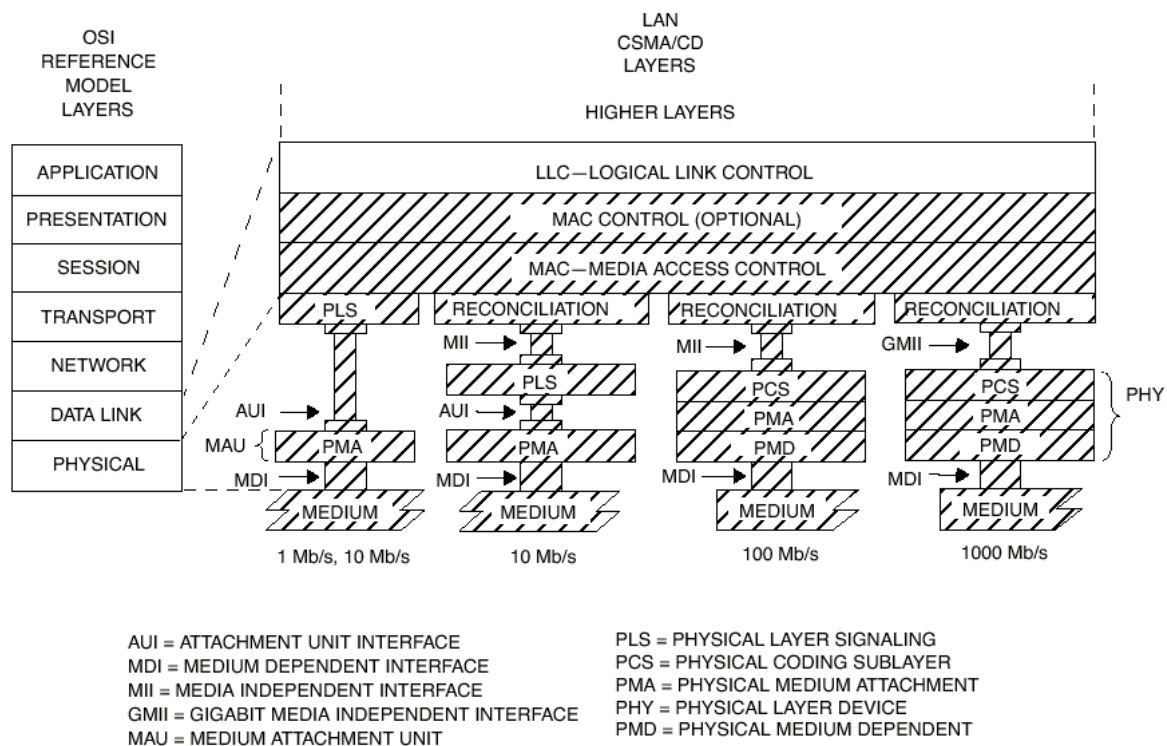 OSI
REFERENCE
MODEL
LAYERS
LAN
CSMA/CD
LAYERS
HIGHER LAYERS
APPLICATION
PRESENTATION
SESSION
TRANSPORT
NETWORK
DATA LINK
PHYSICAL
LLC—LOGICAL LINK CONTROL
MAC CONTROL (OPTIONAL)
MAC—MEDIA ACCESS CONTROL
PLS
RECONCILIATION
RECONCILIATION
RECONCILIATION
MII
MII
GMII
PLS
PCS
PCS
PHY
AUI
AUI
PMA
PMA
MAU
PMA
PMA
PMD
PMD
MDI
MDI
MDI
MDI
MEDIUM
MEDIUM
MEDIUM
MEDIUM
1 Mb/s, 10 Mb/s
10 Mb/s
100 Mb/s
1000 Mb/s
AUI = ATTACHMENT UNIT INTERFACE
MDI = MEDIUM DEPENDENT INTERFACE
MII = MEDIA INDEPENDENT INTERFACE
GMII = GIGABIT MEDIA INDEPENDENT INTERFACE
MAU = MEDIUM ATTACHMENT UNIT
PLS = PHYSICAL LAYER SIGNALING
PCS = PHYSICAL CODING SUBLAYER
PMA = PHYSICAL MEDIUM ATTACHMENT
PHY = PHYSICAL LAYER DEVICE
PMD = PHYSICAL MEDIUM DEPENDENT